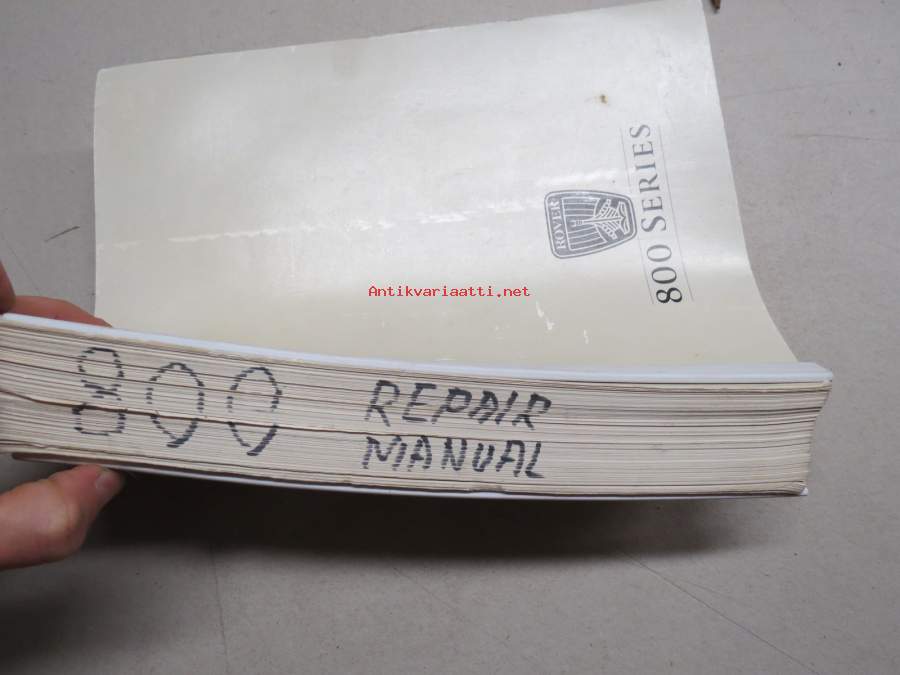 ROVER
800 SERIES
Antikvariaatti.net
800 REPAIR
MANUAL